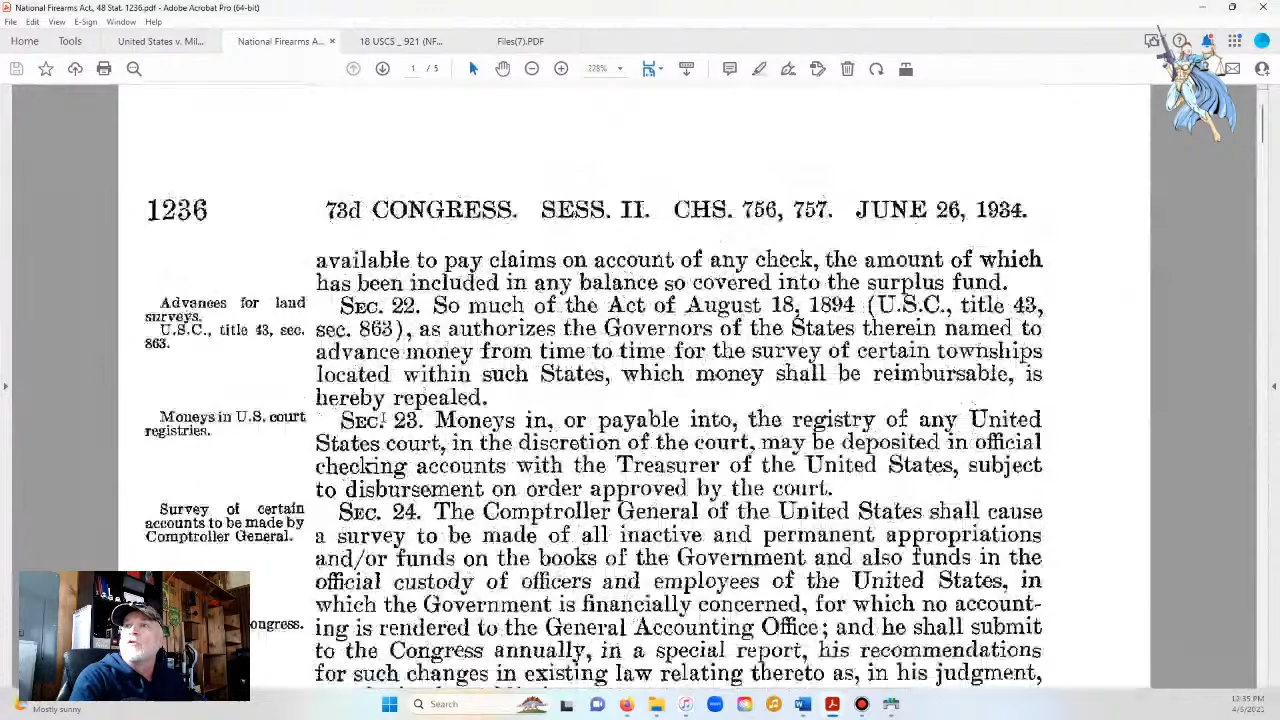 National Firearms Act, 48 Stat. 1236.pdf - Adobe Acrobat Pro (64-bit)
File Edit View E-Sign Window Help
Home Tools United States v. Mil... National Firearms A... × 18 USCS _ 921 (NF... Files(7).PDF
1 / 5 228%
1236 73d CONGRESS. SESS. II. CHS. 756, 757. JUNE 26, 1934.
available to pay claims on account of any check, the amount of which
has been included in any balance so covered into the surplus fund.
Advances for land
surveys.
U.S.C., title 43, sec.
863.
SEC. 22. So much of the Act of August 18, 1894 (U.S.C., title 43,
sec. 863), as authorizes the Governors of the States therein named to
advance money from time to time for the survey of certain townships
located within such States, which money shall be reimbursable, is
hereby repealed.
Moneys in U.S. court
registries.
SEC. 23. Moneys in, or payable into, the registry of any United
States court, in the discretion of the court, may be deposited in official
checking accounts with the Treasurer of the United States, subject
to disbursement on order approved by the court.
Survey of certain
accounts to be made by
Comptroller General.
SEC. 24. The Comptroller General of the United States shall cause
a survey to be made of all inactive and permanent appropriations
and/or funds on the books of the Government and also funds in the
official custody of officers and employees of the United States, in
which the Government is financially concerned, for which no account-
ing is rendered to the General Accounting Office; and he shall submit
to the Congress annually, in a special report, his recommendations
for such changes in existing law relating thereto as, in his judgment,
ongress.
Mostly sunny
Search
12:35 PM